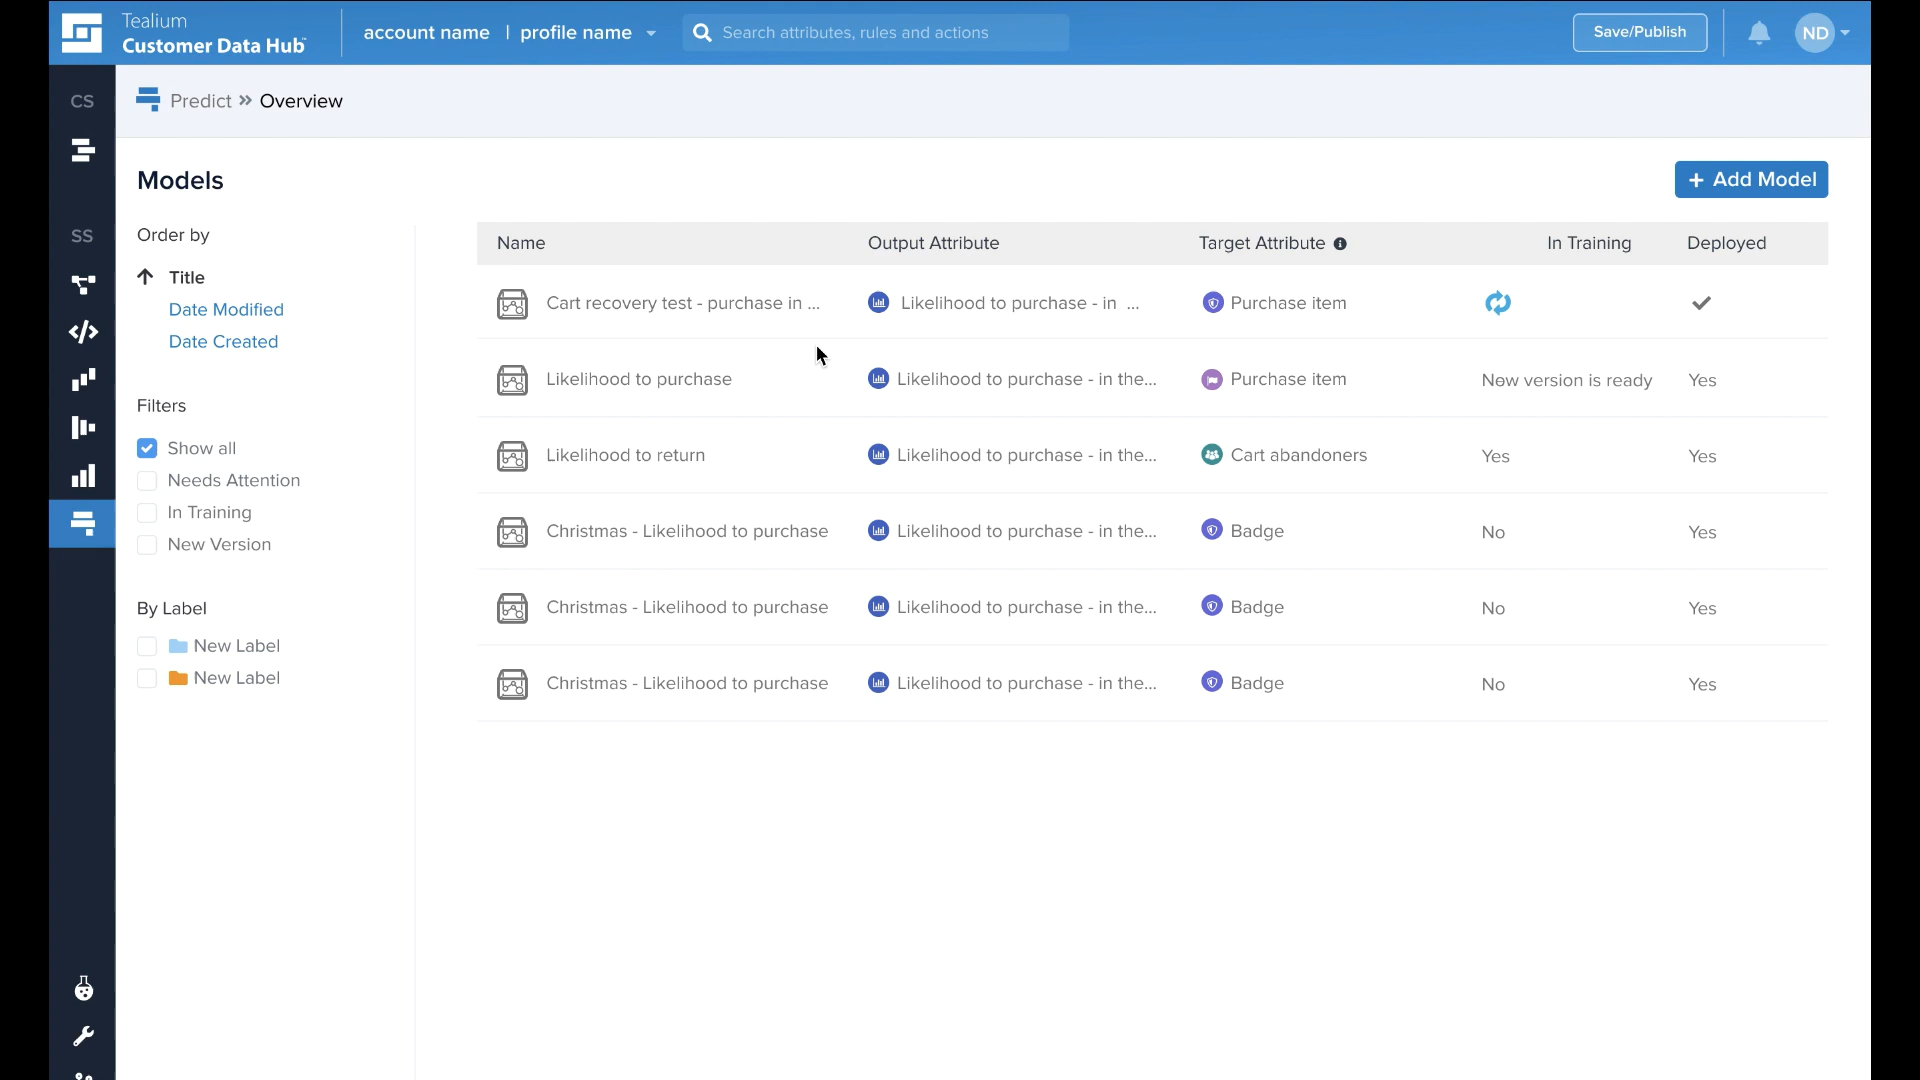 Tealium
Customer Data Hub™
account name | profile name
Search attributes, rules and actions
Save/Publish
ND
CS
Predict » Overview
Models
+ Add Model
SS
Order by
Title
Date Modified
Date Created
Filters
Show all
Needs Attention
In Training
New Version
By Label
New Label
New Label
Name Output Attribute Target Attribute In Training Deployed
Cart recovery test - purchase in ... Likelihood to purchase - in ... Purchase item
Likelihood to purchase Likelihood to purchase - in the... Purchase item New version is ready Yes
Likelihood to return Likelihood to purchase - in the... Cart abandoners Yes Yes
Christmas - Likelihood to purchase Likelihood to purchase - in the... Badge No Yes
Christmas - Likelihood to purchase Likelihood to purchase - in the... Badge No Yes
Christmas - Likelihood to purchase Likelihood to purchase - in the... Badge No Yes